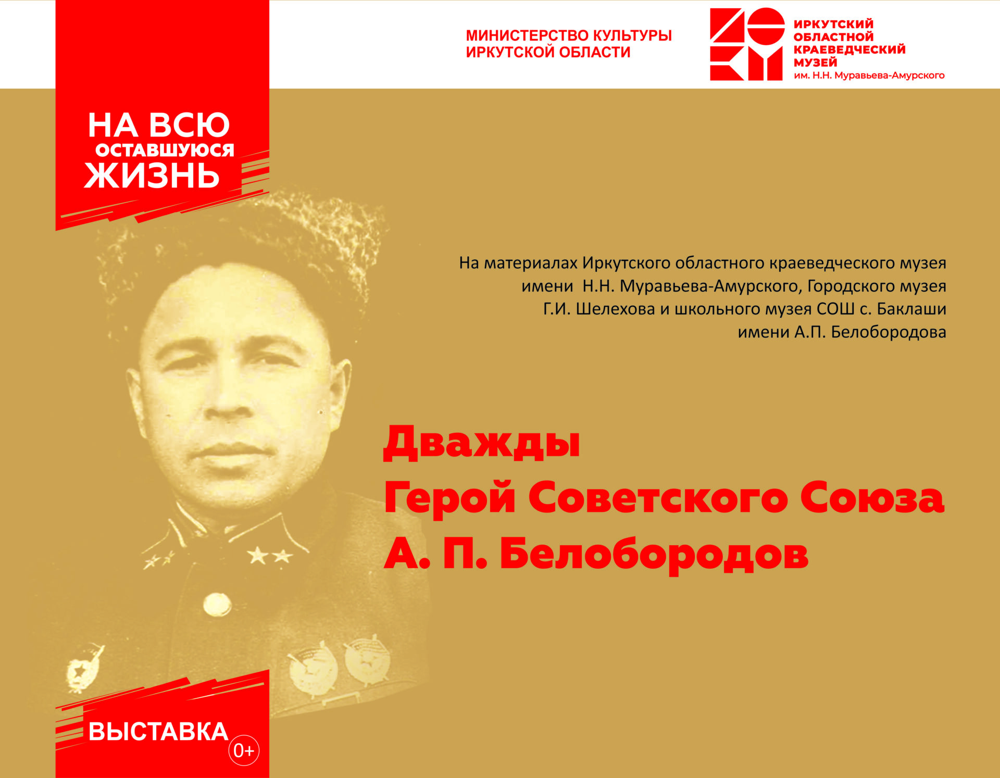 МИНИСТЕРСТВО КУЛЬТУРЫ
ИРКУТСКОЙ ОБЛАСТИ
ИРКУТСКИЙ
ОБЛАСТНОЙ
КРАЕВЕДЧЕСКИЙ
МУЗЕЙ
им. Н.Н. Муравьева-Амурского
НА ВСЮ
ОСТАВШУЮСЯ
ЖИЗНЬ
На материалах Иркутского областного краеведческого музея
имени  Н.Н. Муравьева-Амурского, Городского музея
Г.И. Шелехова и школьного музея СОШ с. Баклаши
имени А.П. Белобородова
Дважды
Герой Советского Союза
А. П. Белобородов
ВЫСТАВКА
0+